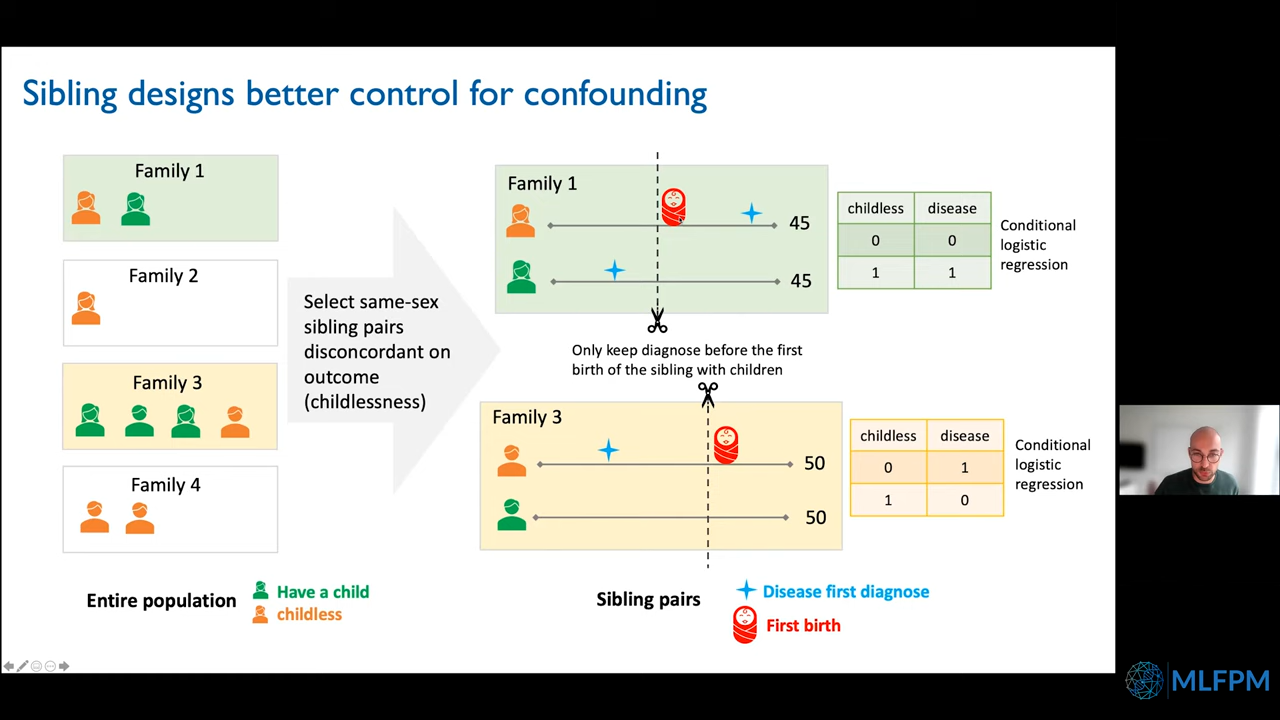 Sibling designs better control for confounding
Family 1
Family 2
Family 3
Family 4
Entire population
Have a child
childless
Select same-sex
sibling pairs
disconcordant on
outcome
(childlessness)
Family 1
45
45
childless disease
0 0
1 1
Conditional
logistic
regression
Only keep diagnose before the first
birth of the sibling with children
Family 3
50
50
childless disease
0 1
1 0
Conditional
logistic
regression
Sibling pairs
Disease first diagnose
First birth
MLFPM